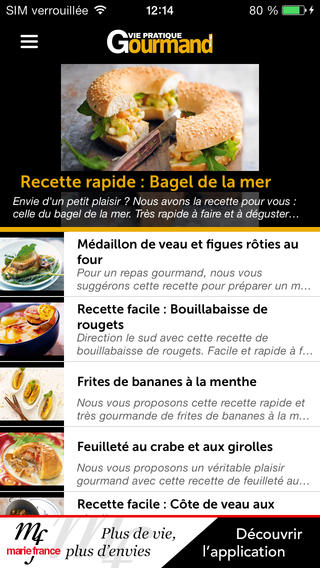 SIM verrouillée 12:14 80 %
VIE PRATIQUE
Gourmand
Recette rapide : Bagel de la mer
Envie d'un petit plaisir ? Nous avons la recette pour vous :
celle du bagel de la mer. Très rapide à faire et à déguster…
Médaillon de veau et figues rôties au
four
Pour un repas gourmand, nous vous
suggérons cette recette pour préparer un m…
Recette facile : Bouillabaisse de
rougets
Direction le sud avec cette recette de
bouillabaisse de rougets. Facile et rapide à f…
Frites de bananes à la menthe
Nous vous proposons cette recette rapide et
très gourmande de frites de bananes à la m…
Feuilleté au crabe et aux girolles
Nous vous proposons un véritable plaisir
gourmand avec cette recette de feuilleté au…
Recette facile : Côte de veau aux
Mf
marie france
Plus de vie,
plus d'envies
Découvrir
l'application